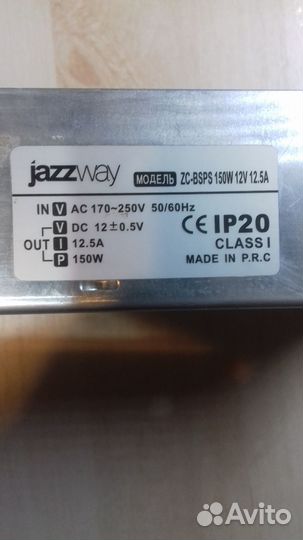 jazzway МОДЕЛЬ ZC-BSPS 150W 12V 12.5A
IN V AC 170~250V 50/60Hz
OUT V DC 12±0.5V
I 12.5A
P 150W
CE IP20
CLASS I
MADE IN P.R.C
Avito